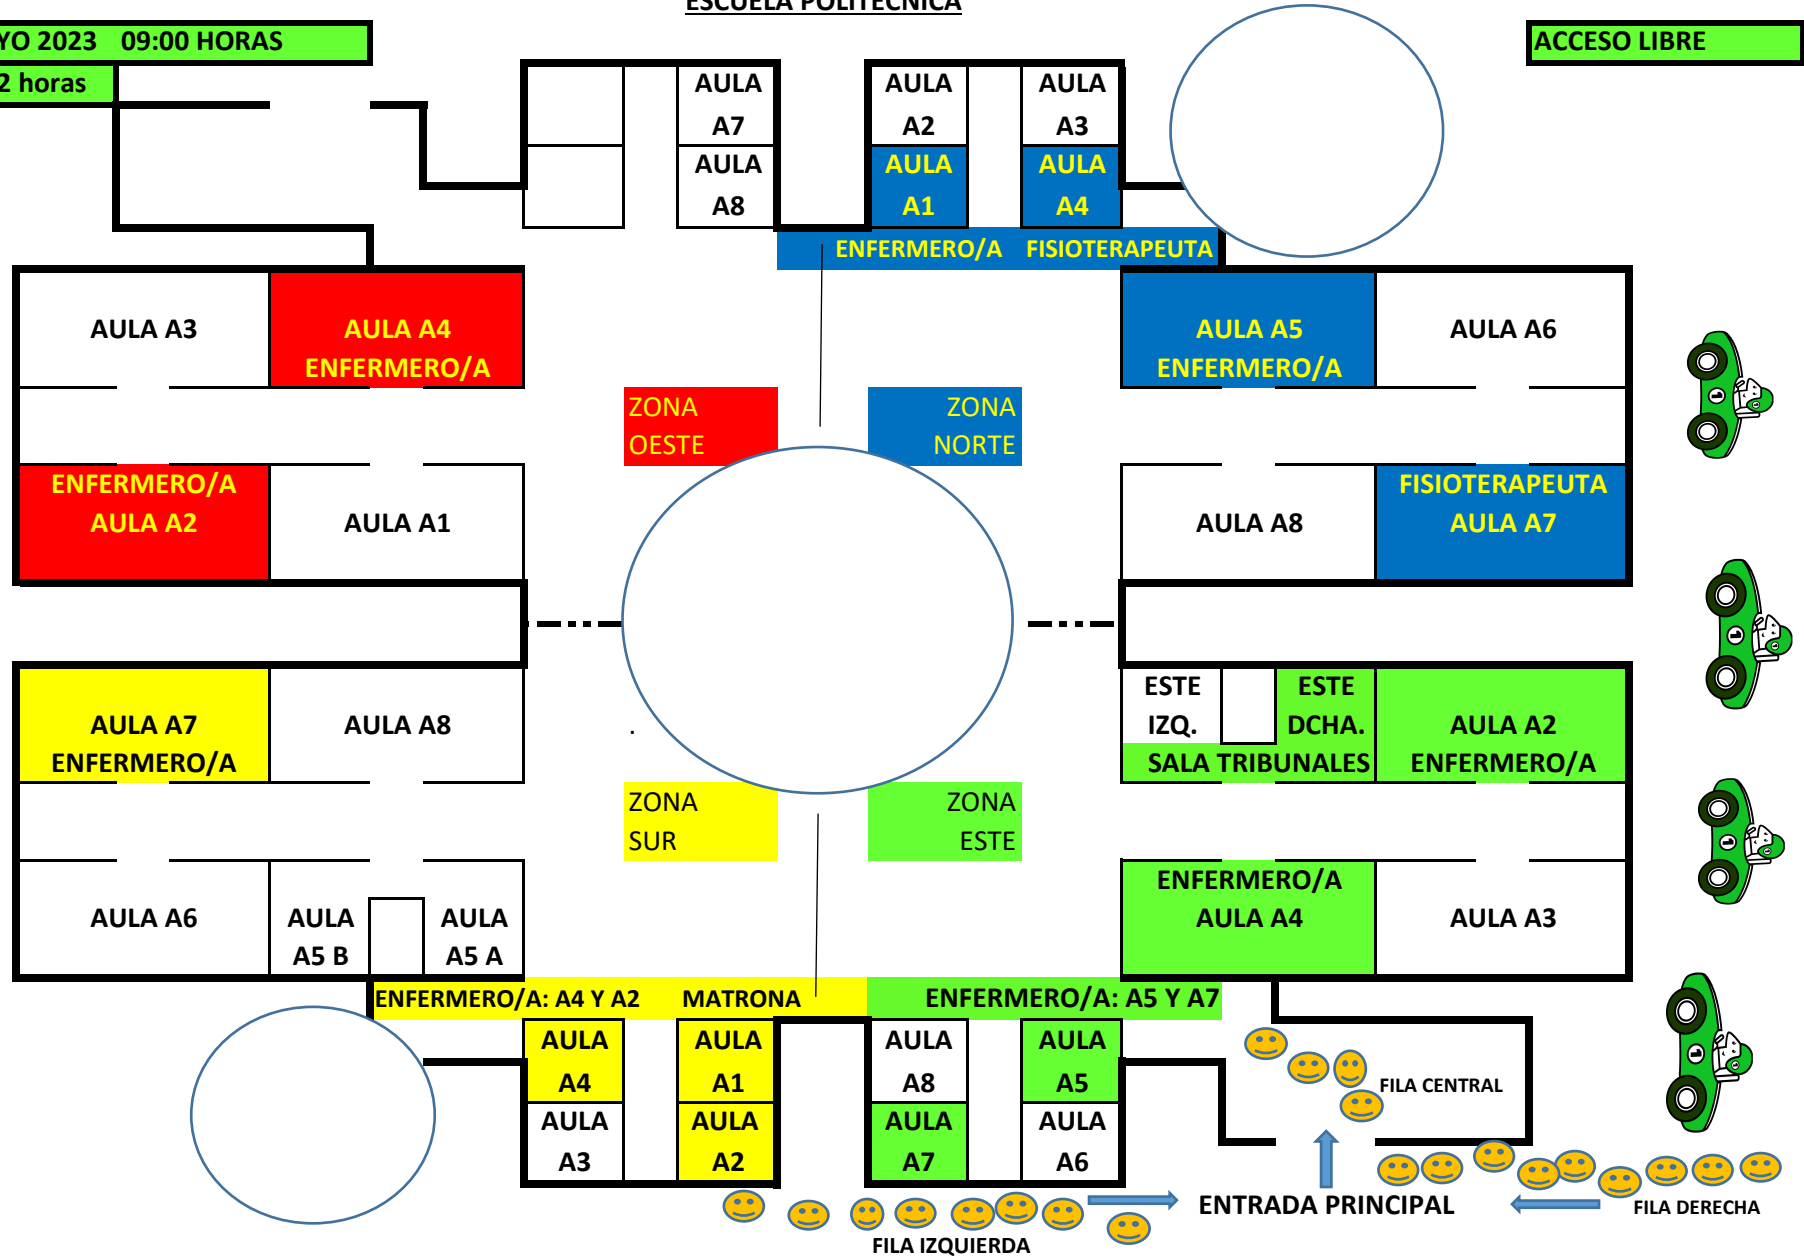 ESCUELA POLITÉCNICA
YO 2023 09:00 HORAS
ACCESO LIBRE
2 horas
AULA
A7
AULA
A2
AULA
A3
AULA
A8
AULA
A1
AULA
A4
ENFERMERO/A FISIOTERAPEUTA
AULA A3
AULA A4
ENFERMERO/A
AULA A5
ENFERMERO/A
AULA A6
ZONA
OESTE
ZONA
NORTE
ENFERMERO/A
AULA A2
AULA A1
AULA A8
FISIOTERAPEUTA
AULA A7
AULA A7
ENFERMERO/A
AULA A8
.
ESTE
IZQ.
ESTE
DCHA.
SALA TRIBUNALES
AULA A2
ENFERMERO/A
ZONA
SUR
ZONA
ESTE
AULA A6
AULA
A5 B
AULA
A5 A
ENFERMERO/A
AULA A4
AULA A3
ENFERMERO/A: A4 Y A2 MATRONA
ENFERMERO/A: A5 Y A7
AULA
A4
AULA
A1
AULA
A8
AULA
A5
FILA CENTRAL
AULA
A3
AULA
A2
AULA
A7
AULA
A6
ENTRADA PRINCIPAL
FILA DERECHA
FILA IZQUIERDA
1
1
1
1